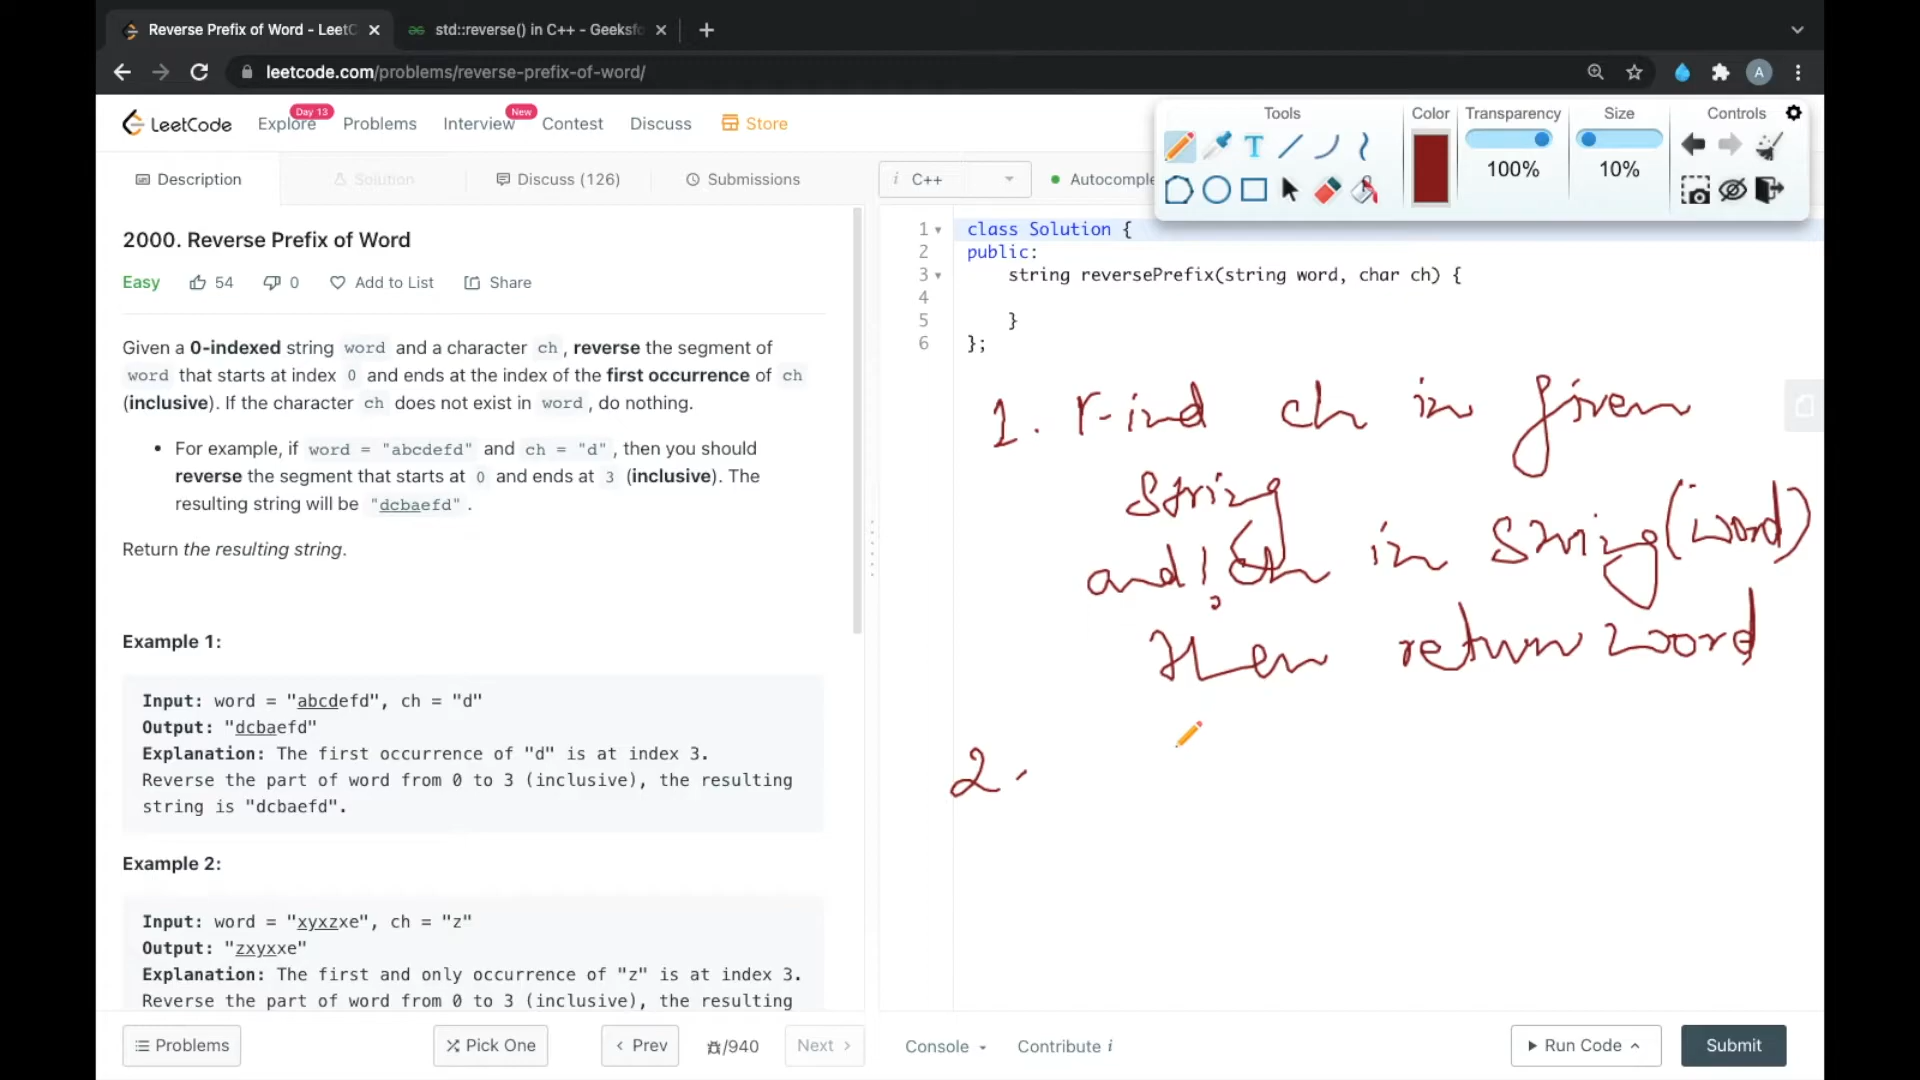 Reverse Prefix of Word - LeetC
std::reverse() in C++ - Geeksfo
leetcode.com/problems/reverse-prefix-of-word/
A
LeetCode
Explore
Day 13
Problems
Interview
New
Contest
Discuss
Store
Tools
Color
Transparency
Size
Controls
100%
10%
Description
Solution
Discuss (126)
Submissions
i C++
Autocomple
2000. Reverse Prefix of Word
Easy
54
0
Add to List
Share
Given a 0-indexed string word and a character ch, reverse the segment of
word that starts at index 0 and ends at the index of the first occurrence of ch
(inclusive). If the character ch does not exist in word, do nothing.
• For example, if word = "abcdefd" and ch = "d", then you should
reverse the segment that starts at 0 and ends at 3 (inclusive). The
resulting string will be "dcbaefd".
Return the resulting string.
Example 1:
Input: word = "abcdefd", ch = "d"
Output: "dcbaefd"
Explanation: The first occurrence of "d" is at index 3.
Reverse the part of word from 0 to 3 (inclusive), the resulting
string is "dcbaefd".
Example 2:
Input: word = "xyxzxe", ch = "z"
Output: "zxyxxe"
Explanation: The first and only occurrence of "z" is at index 3.
Reverse the part of word from 0 to 3 (inclusive), the resulting
1 class Solution {
2 public:
3 string reversePrefix(string word, char ch) {
4
5 }
6 };
1. Find ch in given
String
and ! ch in String(word)
then return word
2.
Problems
Pick One
< Prev
/940
Next >
Console
Contribute i
Run Code
Submit